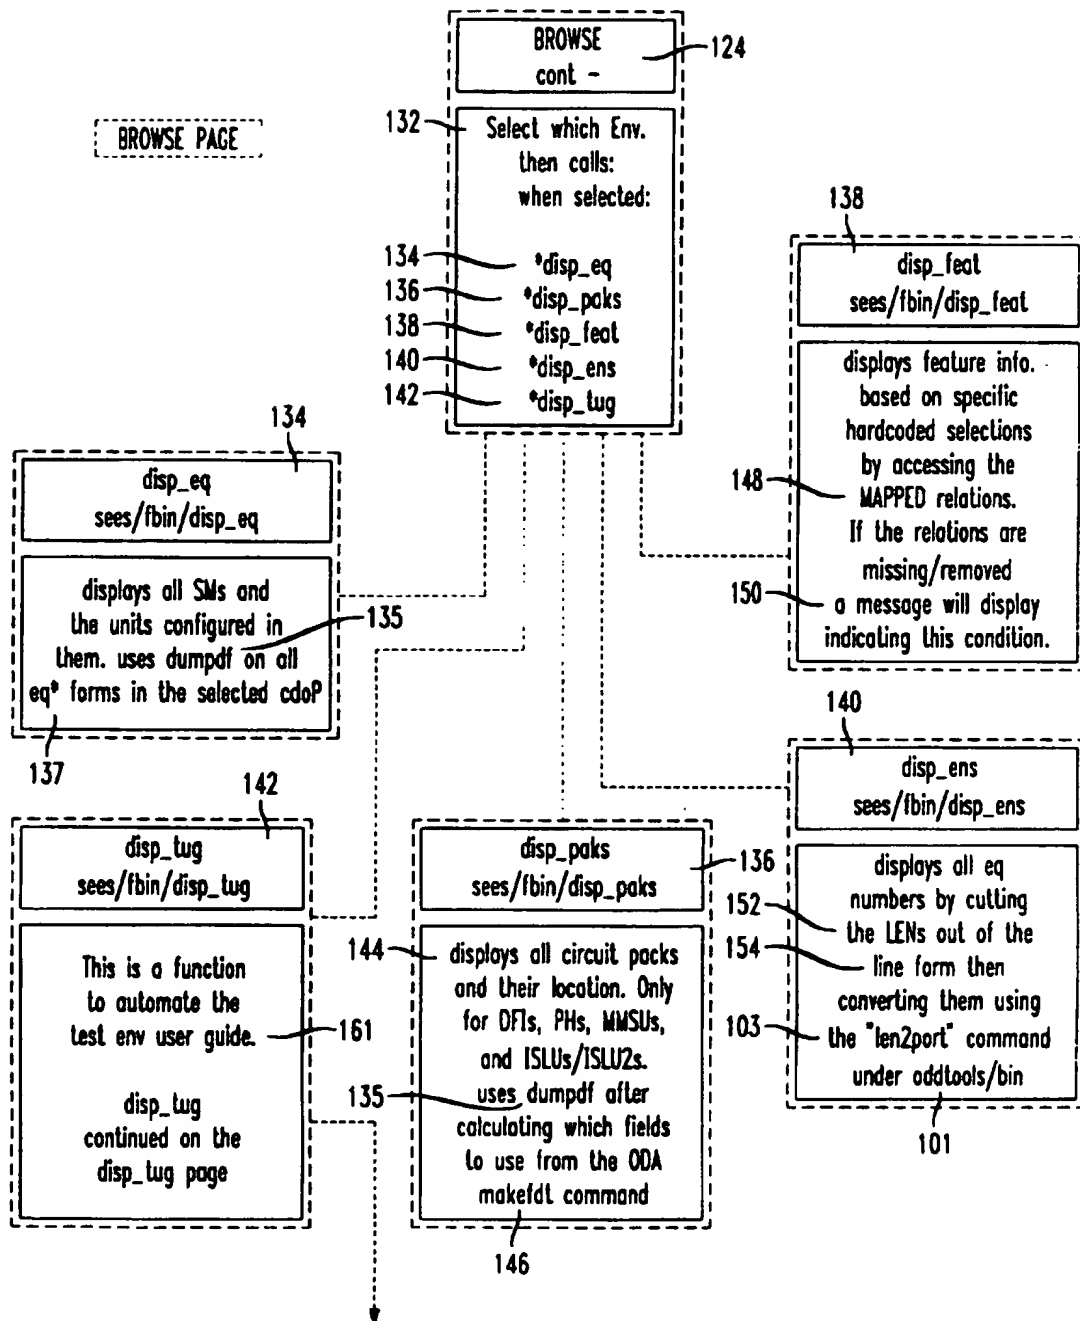 BROWSE
cont -
124
BROWSE PAGE
132
Select which Env.
then calls:
when selected:
134
*disp_eq
136
*disp_paks
138
*disp_feat
140
*disp_ens
142
*disp_tug
138
disp_feat
sees/fbin/disp_feat
displays feature info.
based on specific
hardcoded selections
by accessing the
148
MAPPED relations.
If the relations are
missing/removed
150
a message will display
indicating this condition.
134
disp_eq
sees/fbin/disp_eq
displays all SMs and
the units configured in
135
them. uses dumpdf on all
eq* forms in the selected cdoP
137
140
disp_ens
sees/fbin/disp_ens
displays all eq
numbers by cutting
152
the LENs out of the
154
line form then
converting them using
103
the "len2port" command
under oddtools/bin
101
142
disp_tug
sees/fbin/disp_tug
This is a function
to automate the
test env user guide.
161
disp_tug
continued on the
disp_tug page
disp_paks
sees/fbin/disp_paks
136
144
displays all circuit packs
and their location. Only
for DFIs, PHs, MMSUs,
and ISLUs/ISLU2s.
135
uses dumpdf after
calculating which fields
to use from the ODA
makefdt command
146